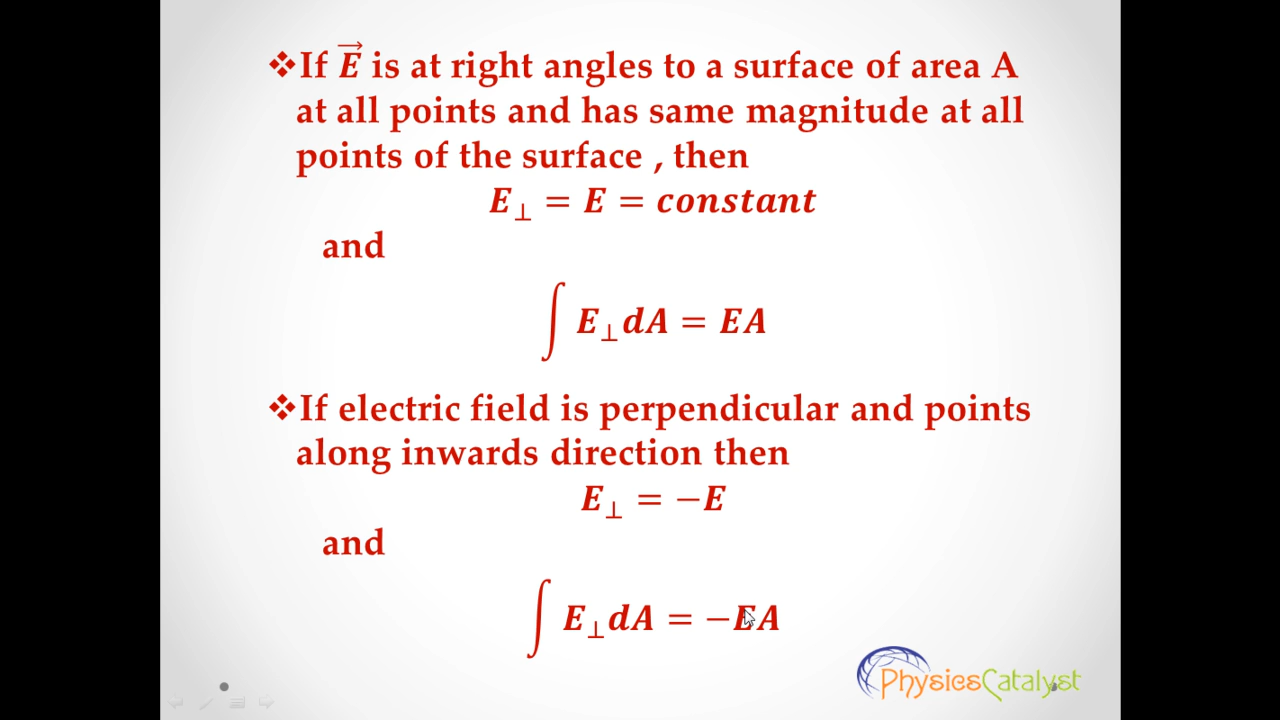 ❖If E⃗ is at right angles to a surface of area A
at all points and has same magnitude at all
points of the surface , then
E⊥ = E = constant
and
∫ E⊥dA = EA
❖If electric field is perpendicular and points
along inwards direction then
E⊥ = −E
and
∫ E⊥dA = −EA
PhysicsCatalyst